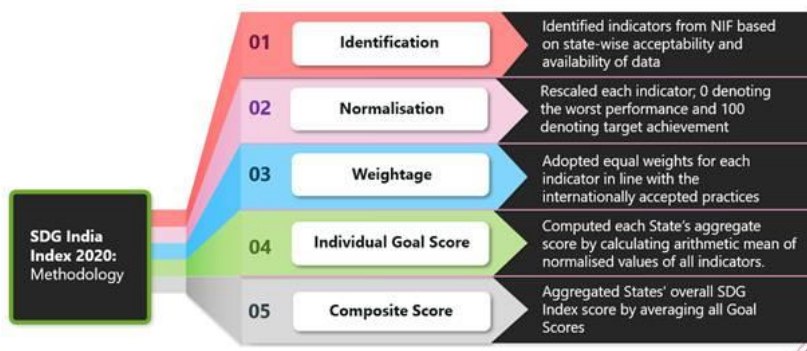 SDG India
Index 2020:
Methodology
01
Identification
Identified indicators from NIF based
on state-wise acceptability and
availability of data
02
Normalisation
Rescaled each indicator; 0 denoting
the worst performance and 100
denoting target achievement
03
Weightage
Adopted equal weights for each
indicator in line with the
internationally accepted practices
04
Individual Goal Score
Computed each State's aggregate
score by calculating arithmetic mean of
normalised values of all indicators.
05
Composite Score
Aggregated States' overall SDG
Index score by averaging all Goal
Scores